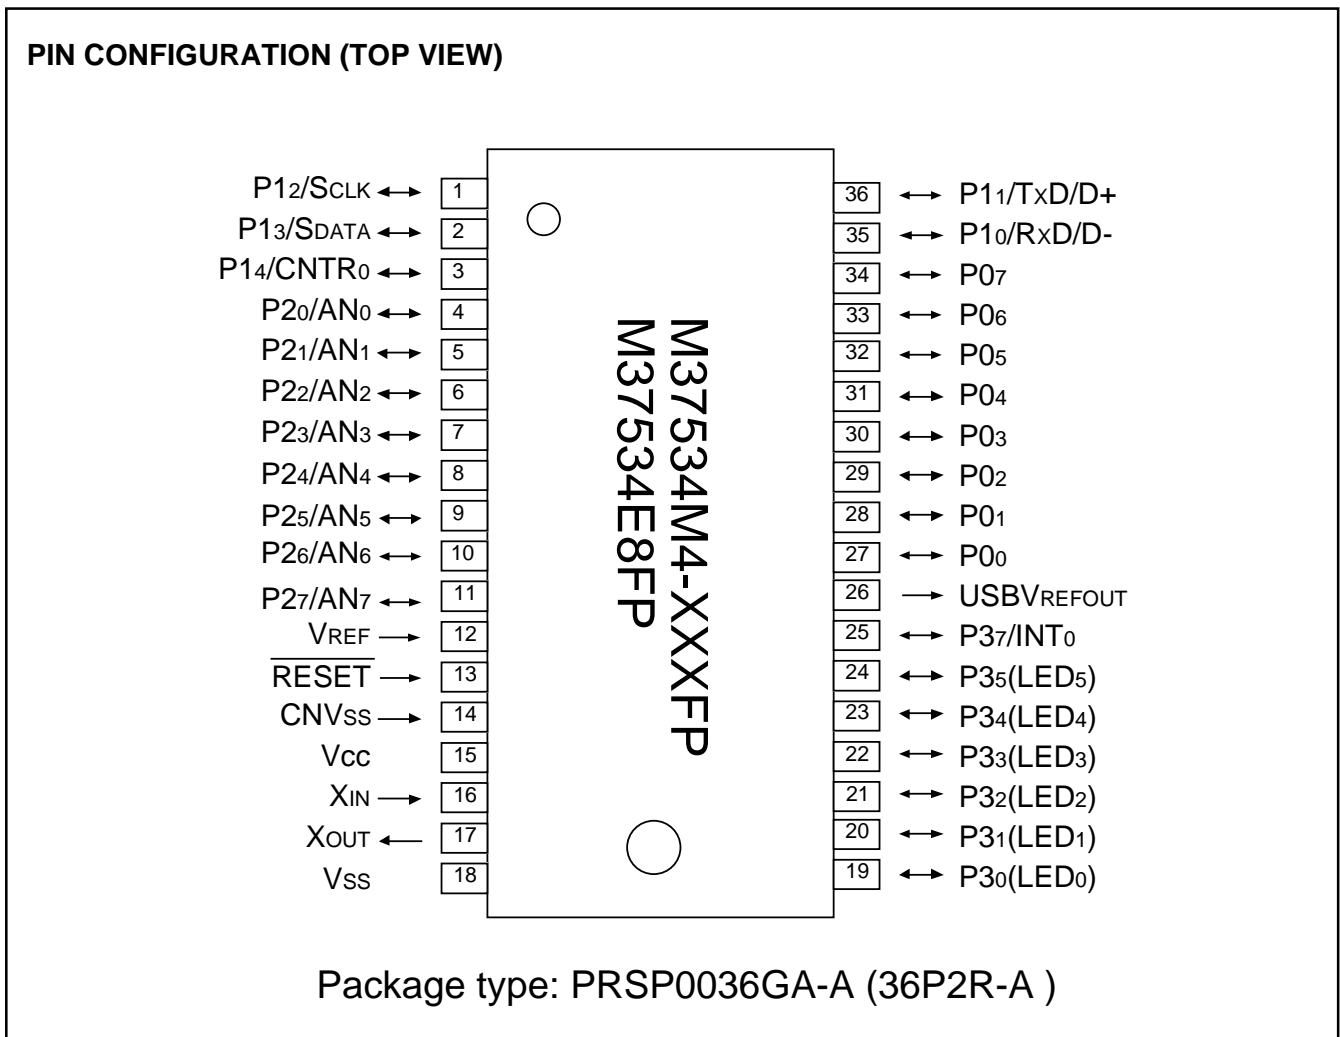 PIN CONFIGURATION (TOP VIEW)
P12/SCLK 1
P13/SDATA 2
P14/CNTR0 3
P20/AN0 4
P21/AN1 5
P22/AN2 6
P23/AN3 7
P24/AN4 8
P25/AN5 9
P26/AN6 10
P27/AN7 11
VREF 12
RESET 13
CNVSS 14
VCC 15
XIN 16
XOUT 17
VSS 18
M37534M4-XXXFP
M37534E8FP
36 P11/TXD/D+
35 P10/RXD/D-
34 P07
33 P06
32 P05
31 P04
30 P03
29 P02
28 P01
27 P00
26 USBVREFOUT
25 P37/INT0
24 P35(LED5)
23 P34(LED4)
22 P33(LED3)
21 P32(LED2)
20 P31(LED1)
19 P30(LED0)
Package type: PRSP0036GA-A (36P2R-A )